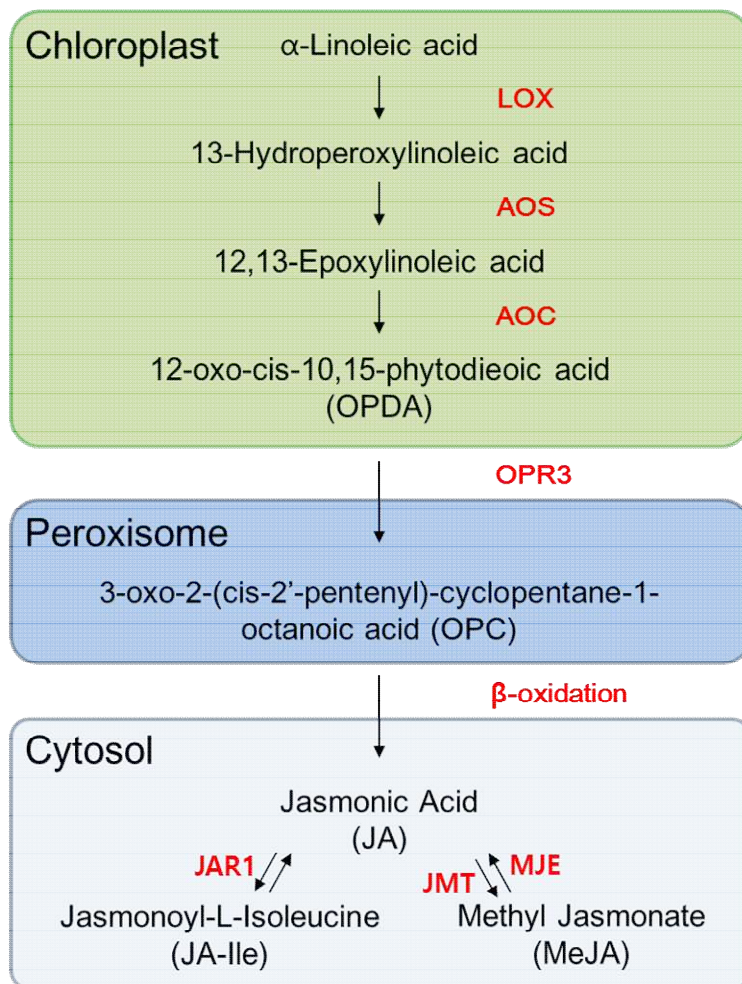 Chloroplast
α-Linoleic acid
LOX
13-Hydroperoxylinoleic acid
AOS
12,13-Epoxylinoleic acid
AOC
12-oxo-cis-10,15-phytodieoic acid
(OPDA)
OPR3
Peroxisome
3-oxo-2-(cis-2’-pentenyl)-cyclopentane-1-
octanoic acid (OPC)
β-oxidation
Cytosol
Jasmonic Acid
(JA)
JAR1
JMT
MJE
Jasmonoyl-L-Isoleucine
(JA-Ile)
Methyl Jasmonate
(MeJA)